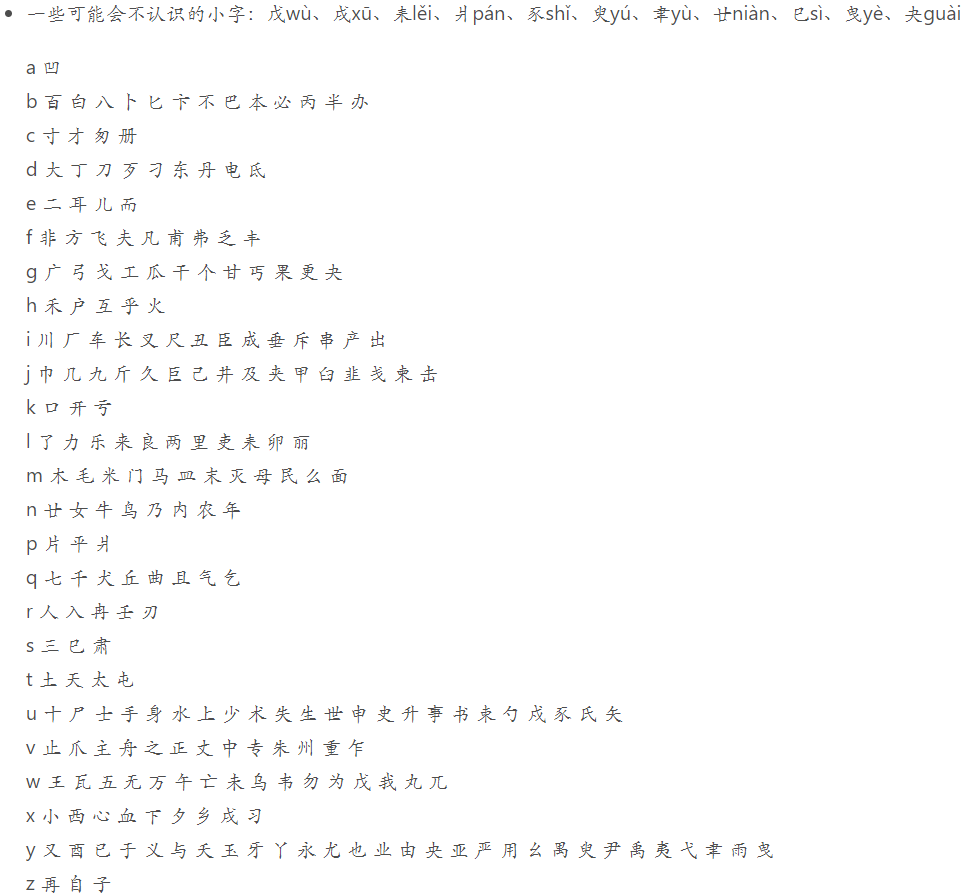 一些可能会不认识的小字：戊wù、戌xū、耒lěi、爿pán、豕shǐ、臾yú、聿yù、廿niàn、巳sì、曳yè、夬guài
a 凹
b 百 白 八 卜 匕 卞 不 巴 本 必 丙 半 办
c 寸 才 匆 册
d 大 丁 刀 歹 刁 东 丹 电 氐
e 二 耳 儿 而
f 非 方 飞 夫 凡 甫 弗 乏 丰
g 广 弓 戈 工 瓜 干 个 甘 丐 果 更 夬
h 禾 户 互 乎 火
i 川 厂 车 长 叉 尺 丑 臣 成 垂 斥 串 产 出
j 巾 几 九 斤 久 巨 己 井 及 夹 甲 臼 韭 戋 柬 击
k 口 开 亏
l 了 力 乐 来 良 两 里 吏 耒 卵 丽
m 木 毛 米 门 马 皿 末 灭 母 民 么 面
n 廿 女 牛 鸟 乃 内 农 年
p 片 平 爿
q 七 千 犬 丘 曲 且 气 乞
r 人 入 冉 壬 刃
s 三 巳 肃
t 土 天 太 屯
u 十 尸 士 手 身 水 上 少 术 失 生 世 申 史 升 事 书 束 勺 戍 豕 氏 矢
v 止 爪 主 舟 之 正 丈 中 专 朱 州 重 乍
w 王 瓦 五 无 万 午 亡 未 乌 韦 勿 为 戊 我 丸 兀
x 小 西 心 血 下 夕 乡 戌 习
y 又 酉 已 于 义 与 夭 玉 牙 丫 永 尤 也 业 由 央 亚 严 用 幺 禺 臾 尹 禹 夷 弋 聿 雨 曳
z 再 自 子